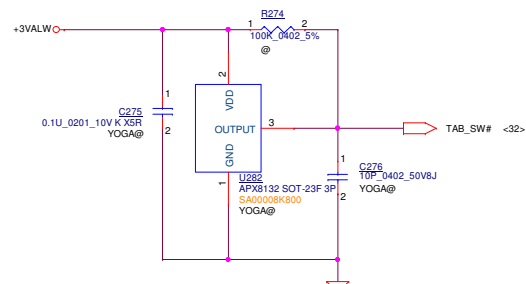 R274
+3VALW
1
2
100K_0402_5%
@
2
1
C275
VDD
0.1U_0201_10V K X5R
OUTPUT
3
TAB_SW#
<32>
2
YOGA@
GND
1
C276
10P_0402_50V8J
1
U282
YOGA@
APX8132 SOT-23F 3P
2
SA00008K800
YOGA@